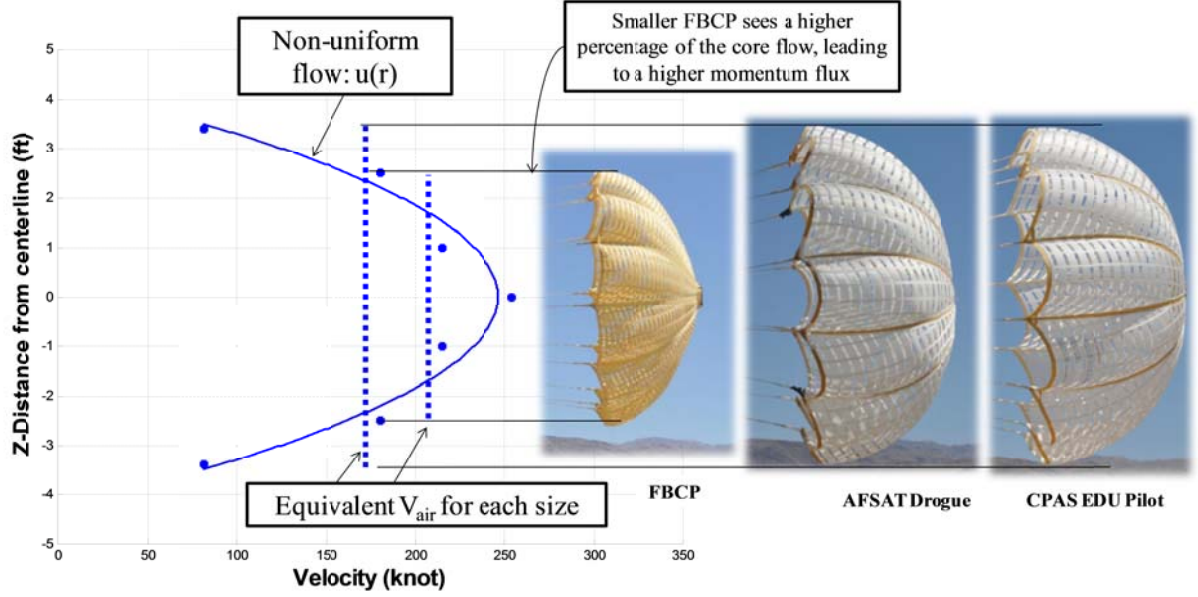 Non-uniform
flow: u(r)
Smaller FBCP sees a higher
percentage of the core flow, leading
to a higher momentum flux
Z-Distance from centerline (ft)
5
4
3
2
1
0
-1
-2
-3
-4
-5
Equivalent Vair for each size
FBCP
AFSAT Drogue
CPAS EDU Pilot
0
50
100
150
200
250
300
350
Velocity (knot)